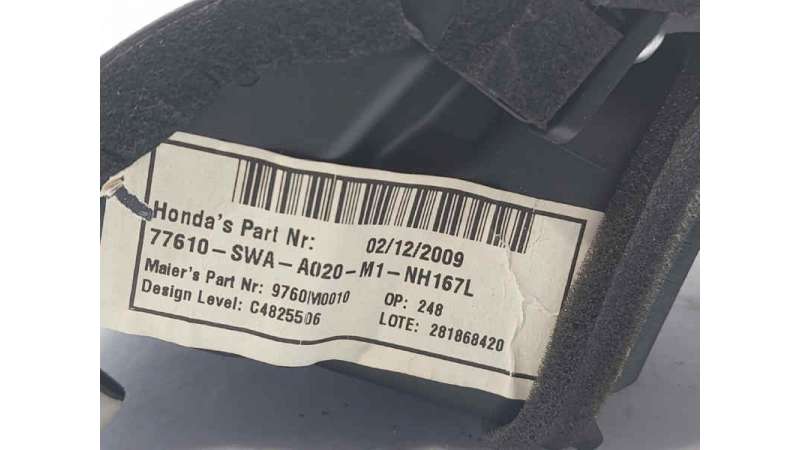 Honda's Part Nr: 02/12/2009
77610-SWA-A020-M1-NH167L
Maier's Part Nr: 9760M0010 OP: 248
Design Level: C4825506 LOTE: 281868420